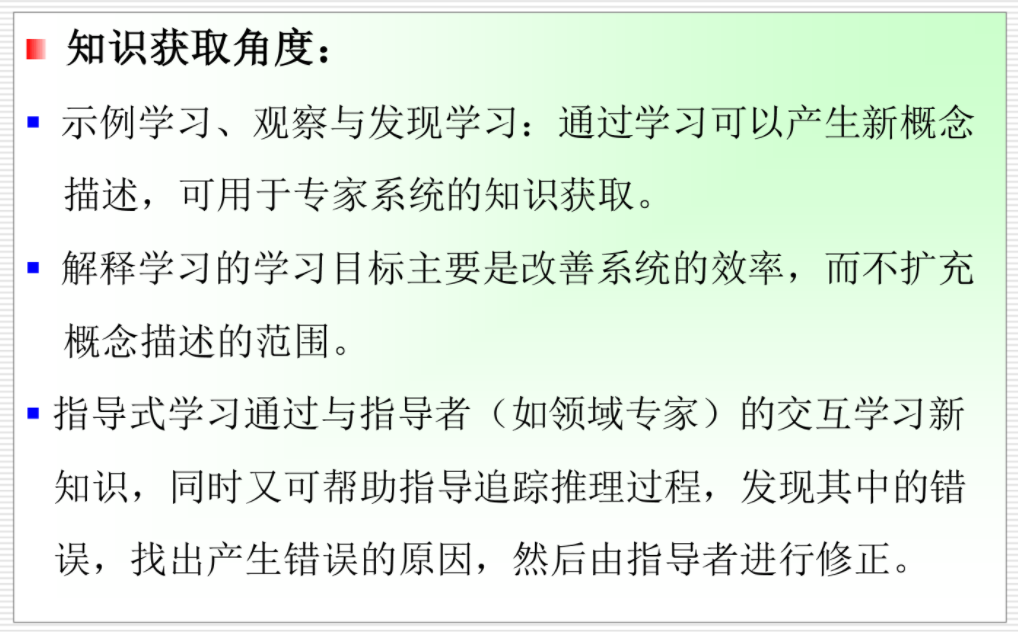 知识获取角度：
示例学习、观察与发现学习：通过学习可以产生新概念
描述，可用于专家系统的知识获取。
解释学习的学习目标主要是改善系统的效率，而不扩充
概念描述的范围。
指导式学习通过与指导者（如领域专家）的交互学习新
知识，同时又可帮助指导追踪推理过程，发现其中的错
误，找出产生错误的原因，然后由指导者进行修正。